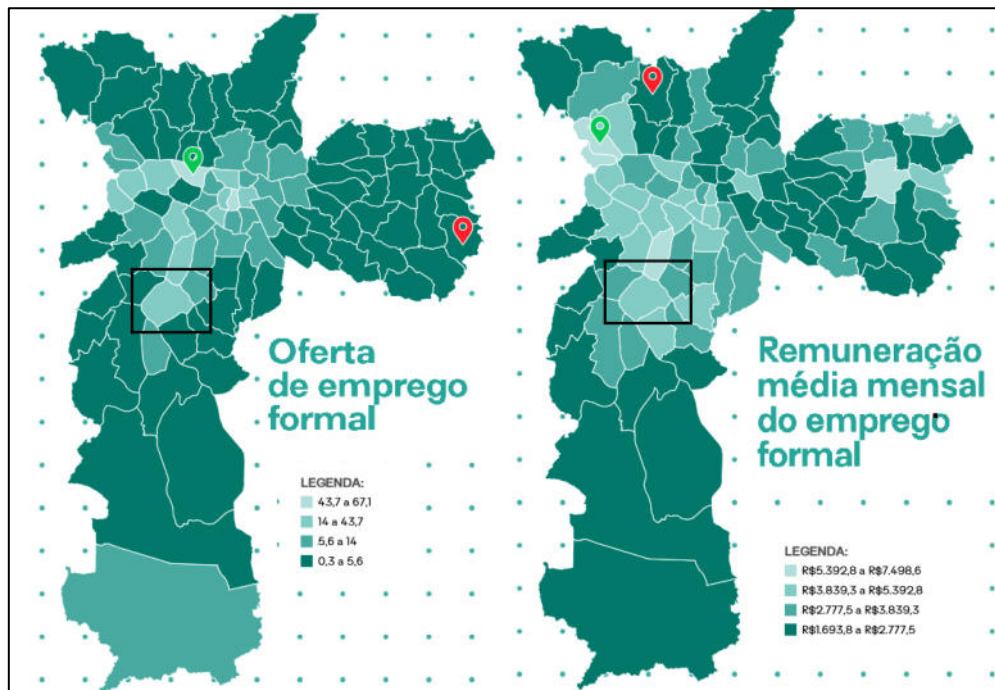 Oferta
de emprego
formal
LEGENDA:
43,7 a 67,1
14 a 43,7
5,6 a 14
0,3 a 5,6
Remuneração
média mensal
do emprego
formal
LEGENDA:
R$5.392,8 a R$7.498,6
R$3.839,3 a R$5.392,8
R$2.777,5 a R$3.839,3
R$1.693,8 a R$2.777,5